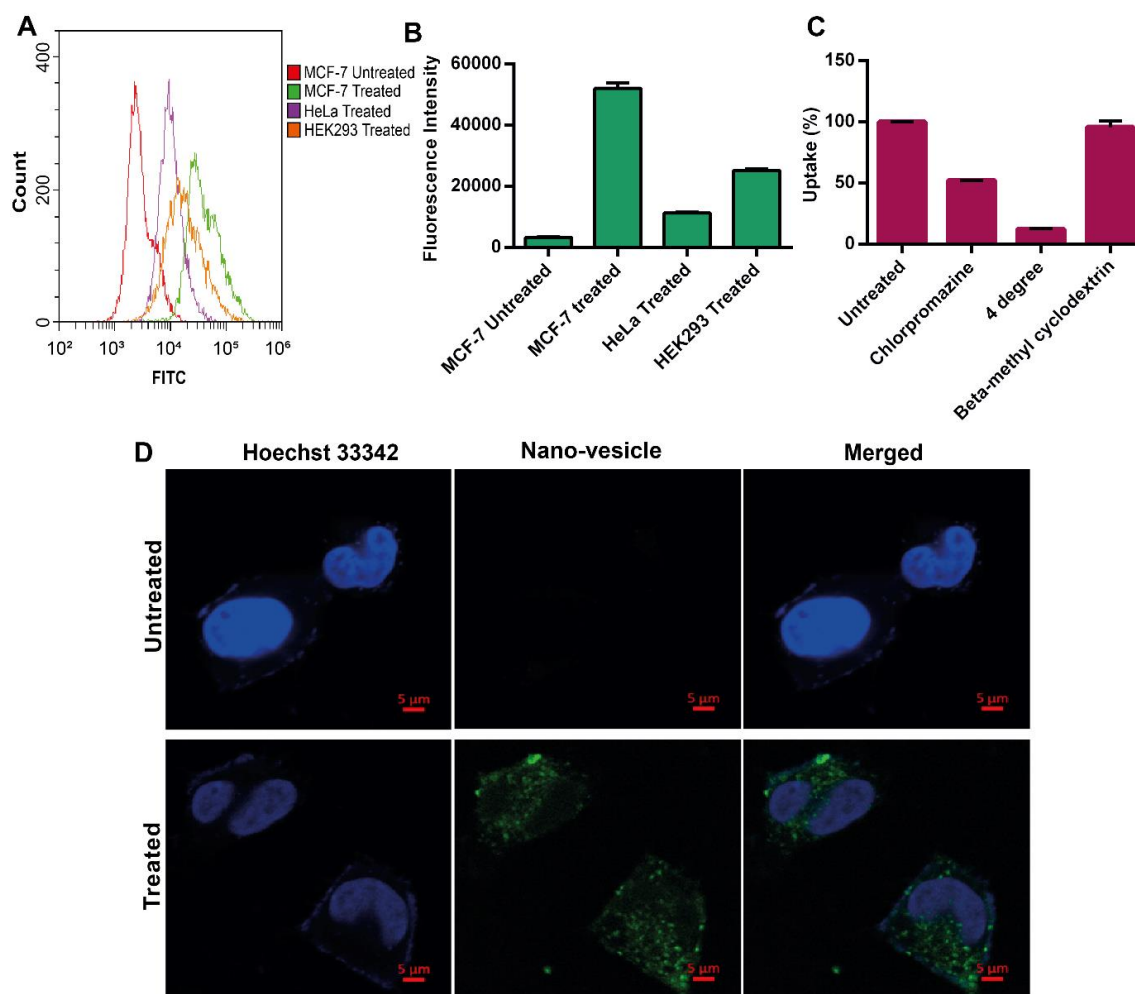 A
400
200
0
Count
10² 10³ 10⁴ 10⁵ 10⁶
FITC
MCF-7 Untreated
MCF-7 Treated
HeLa Treated
HEK293 Treated
B
Fluorescence Intensity
60000
40000
20000
0
MCF-7 Untreated
MCF-7 treated
HeLa Treated
HEK293 Treated
C
Uptake (%)
150
100
50
0
Untreated
Chlorpromazine
4 degree
Beta-methyl cyclodextrin
D
Hoechst 33342
Nano-vesicle
Merged
Untreated
5 µm
5 µm
5 µm
Treated
5 µm
5 µm
5 µm